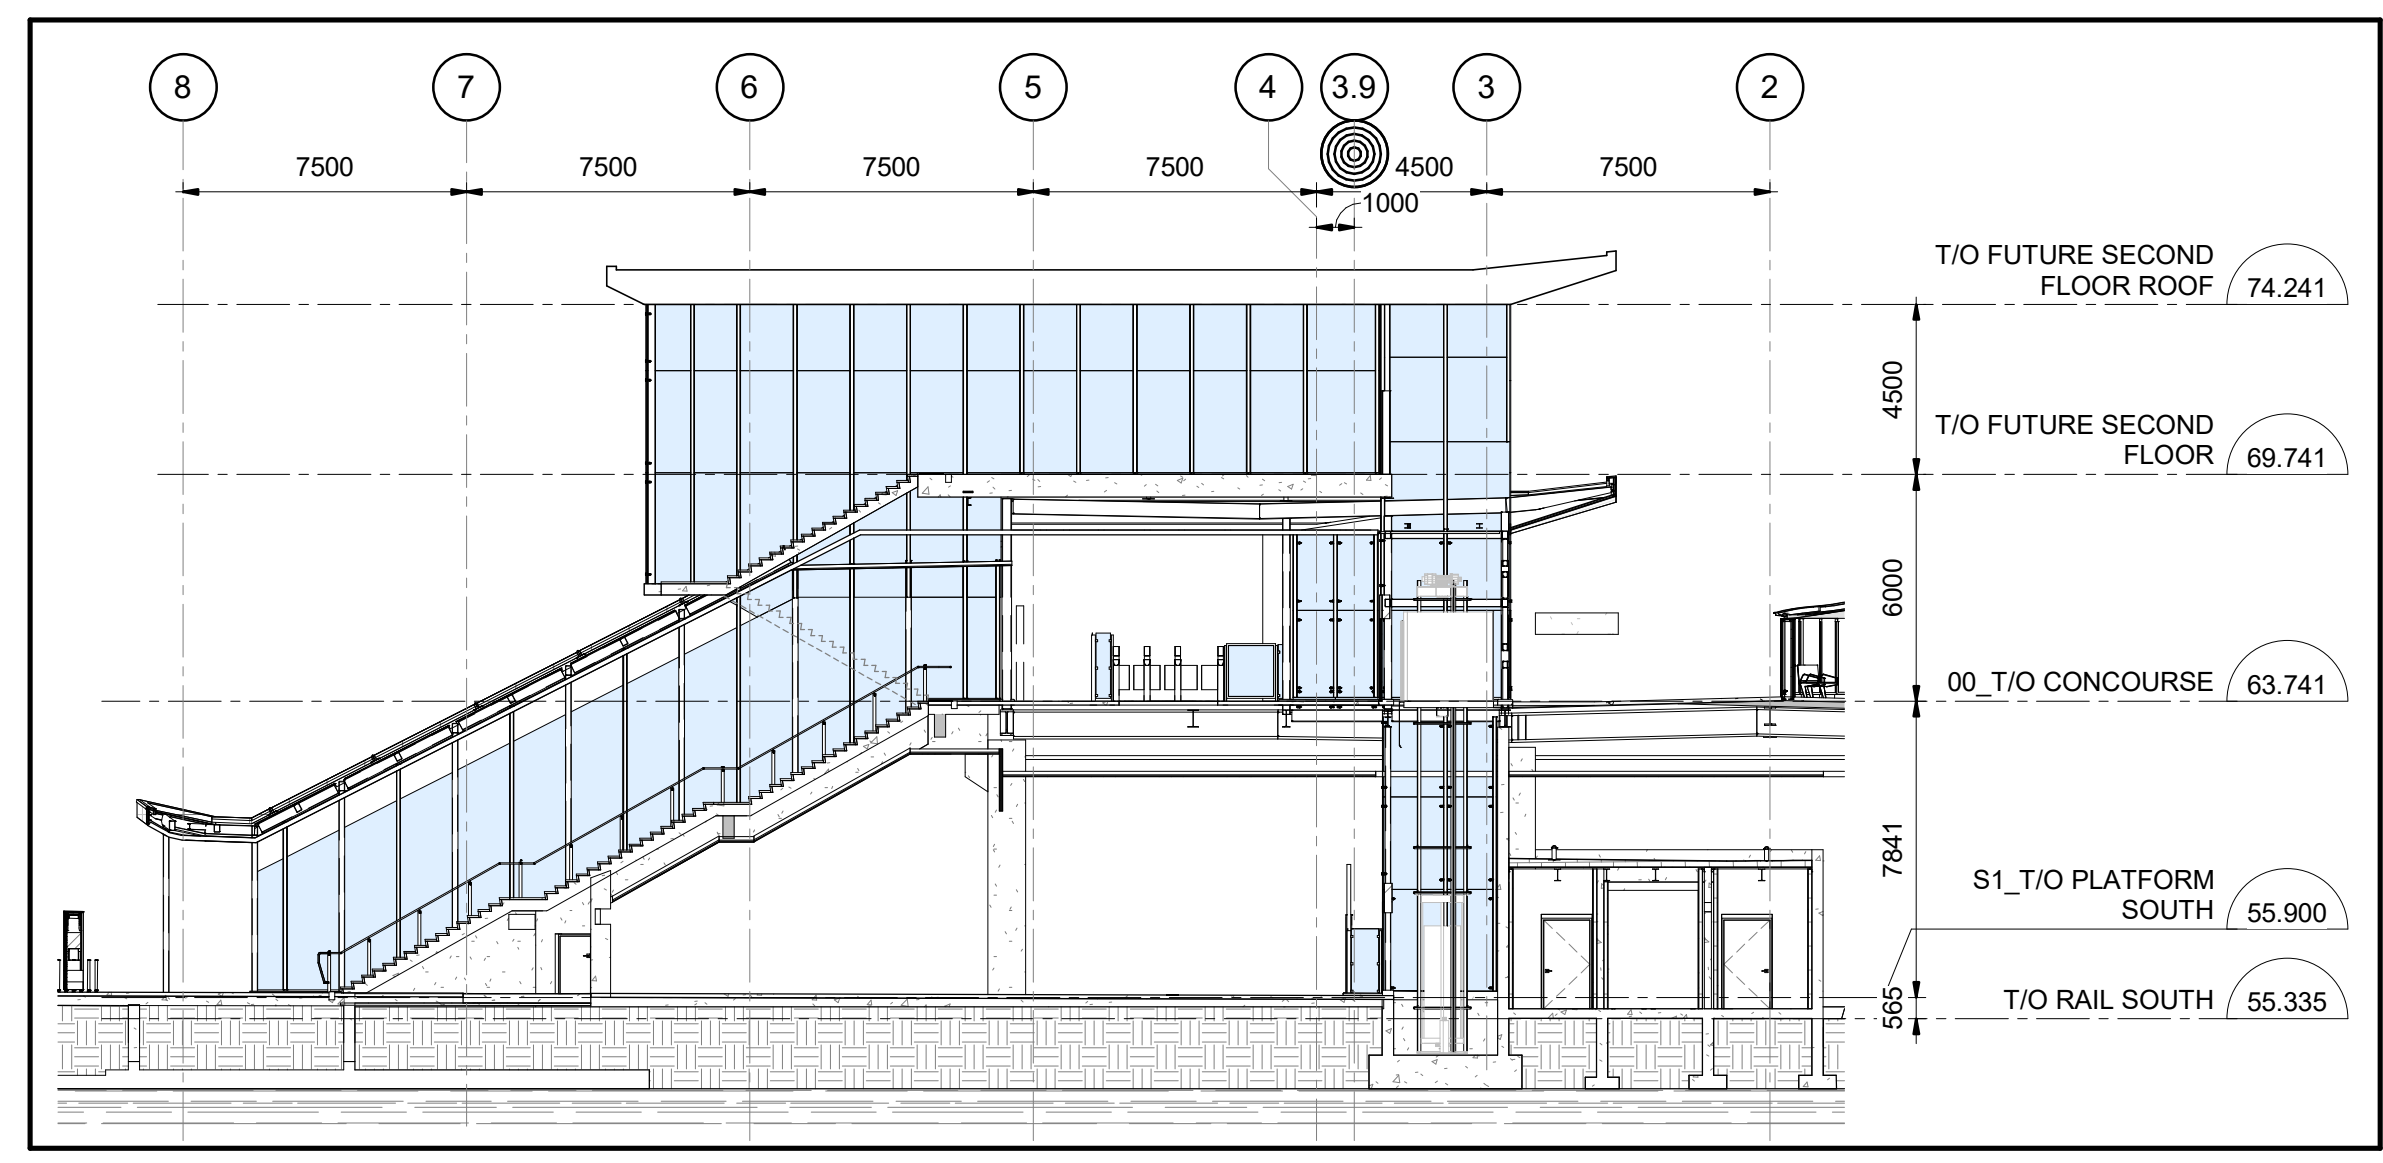 8 7 6 5 4 3.9 3 2
7500 7500 7500 7500 4500 7500
1000
T/O FUTURE SECOND
FLOOR ROOF 74.241
4500
T/O FUTURE SECOND
FLOOR 69.741
6000
00_T/O CONCOURSE 63.741
7841
S1_T/O PLATFORM
SOUTH 55.900
565
T/O RAIL SOUTH 55.335